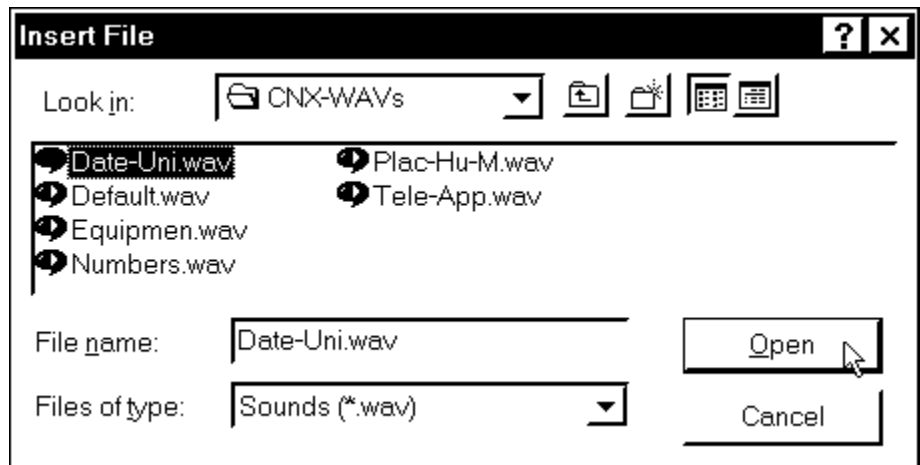 Insert File
Look in: CNX-WAVs
Date-Uni.wav Plac-Hu-M.wav
Default.wav Tele-App.wav
Equipmen.wav
Numbers.wav
File name: Date-Uni.wav Open
Files of type: Sounds (*.wav) Cancel